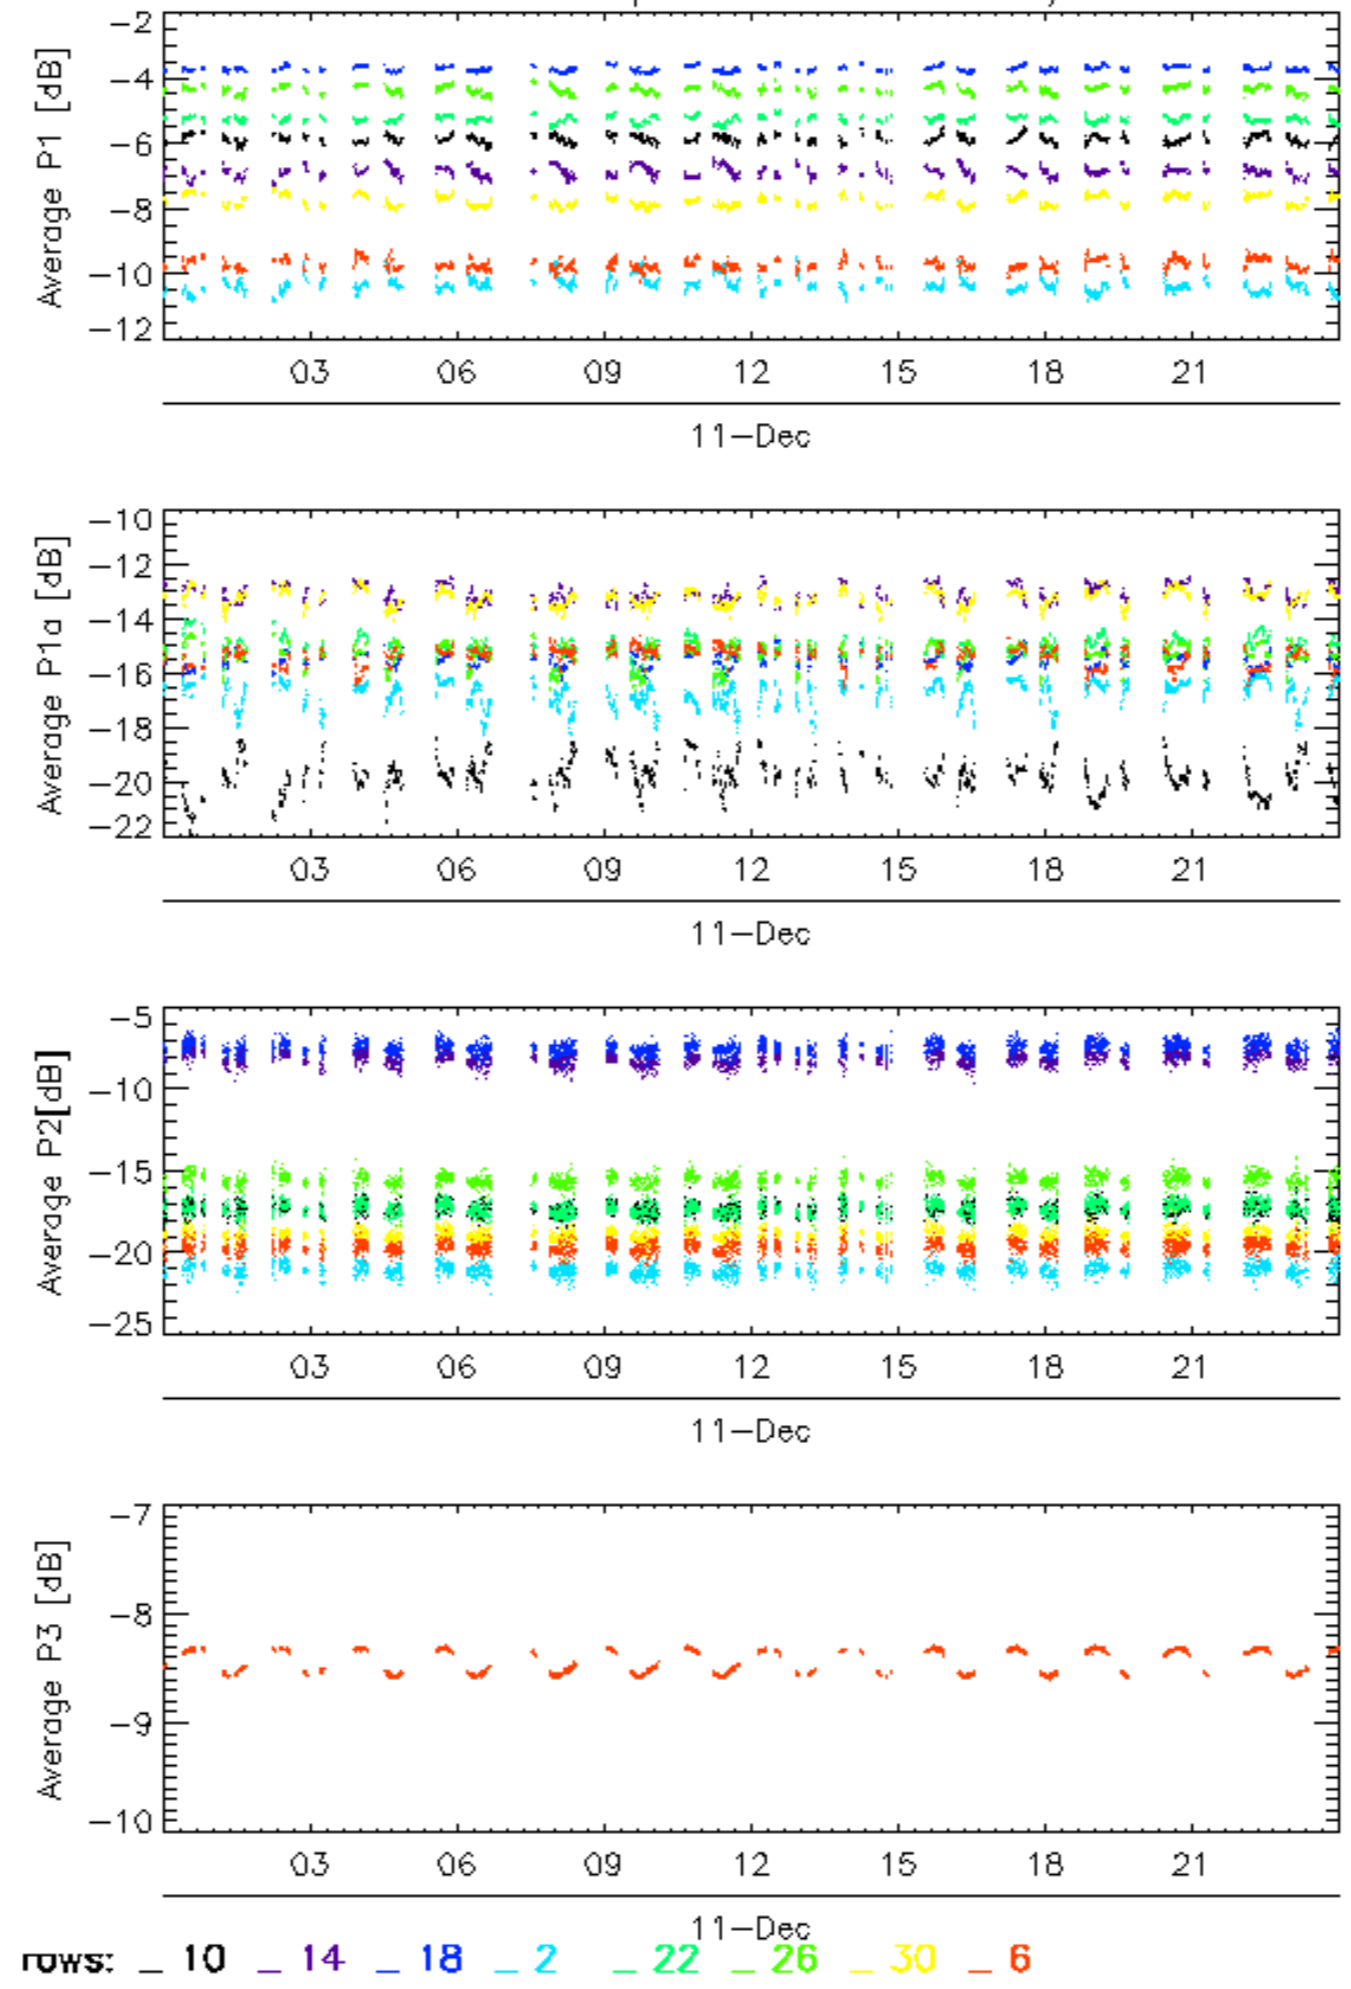 Average P1 [dB]
−2
−4
−6
−8
−10
−12
03 06 09 12 15 18 21
11−Dec
Average P1a [dB]
−10
−12
−14
−16
−18
−20
−22
03 06 09 12 15 18 21
11−Dec
Average P2[dB]
−5
−10
−15
−20
−25
03 06 09 12 15 18 21
11−Dec
Average P3 [dB]
−7
−8
−9
−10
03 06 09 12 15 18 21
11−Dec
rows: _ 10 _ 14 _ 18 _ 2 _ 22 _ 26 _ 30 _ 6